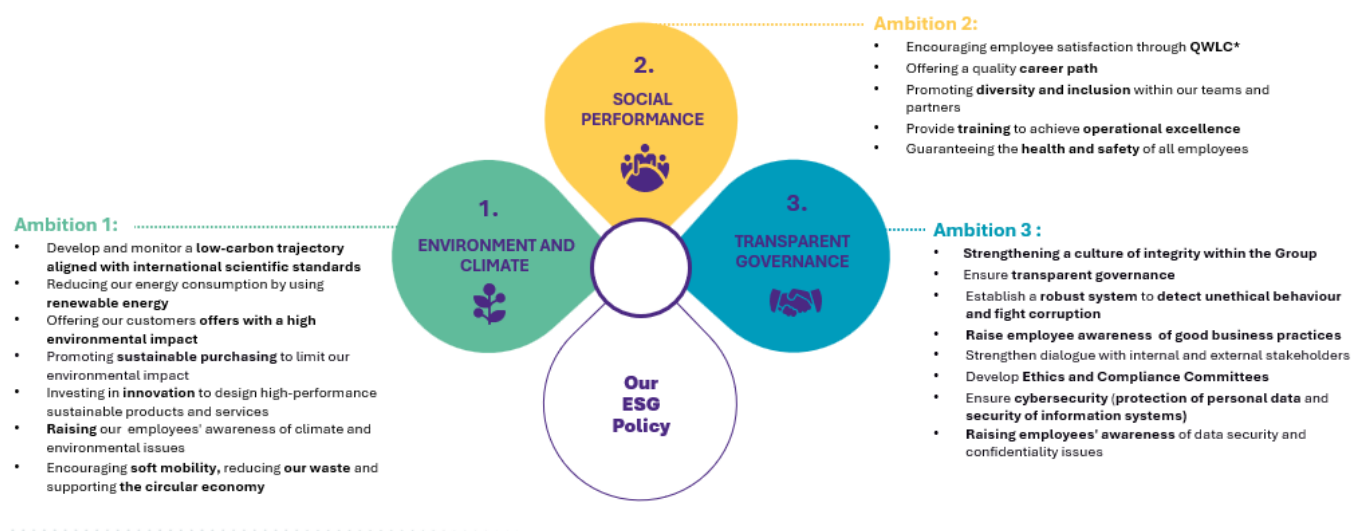 Ambition 1:
• Develop and monitor a low-carbon trajectory
aligned with international scientific standards
• Reducing our energy consumption by using
renewable energy
• Offering our customers offers with a high
environmental impact
• Promoting sustainable purchasing to limit our
environmental impact
• Investing in innovation to design high-performance
sustainable products and services
• Raising our employees' awareness of climate and
environmental issues
• Encouraging soft mobility, reducing our waste and
supporting the circular economy
1.
ENVIRONMENT AND
CLIMATE
2.
SOCIAL
PERFORMANCE
3.
TRANSPARENT
GOVERNANCE
Our
ESG
Policy
Ambition 2:
• Encouraging employee satisfaction through QWLC*
• Offering a quality career path
• Promoting diversity and inclusion within our teams and
partners
• Provide training to achieve operational excellence
• Guaranteeing the health and safety of all employees
Ambition 3 :
• Strengthening a culture of integrity within the Group
• Ensure transparent governance
• Establish a robust system to detect unethical behaviour
and fight corruption
• Raise employee awareness of good business practices
• Strengthen dialogue with internal and external stakeholders
• Develop Ethics and Compliance Committees
• Ensure cybersecurity (protection of personal data and
security of information systems)
• Raising employees' awareness of data security and
confidentiality issues